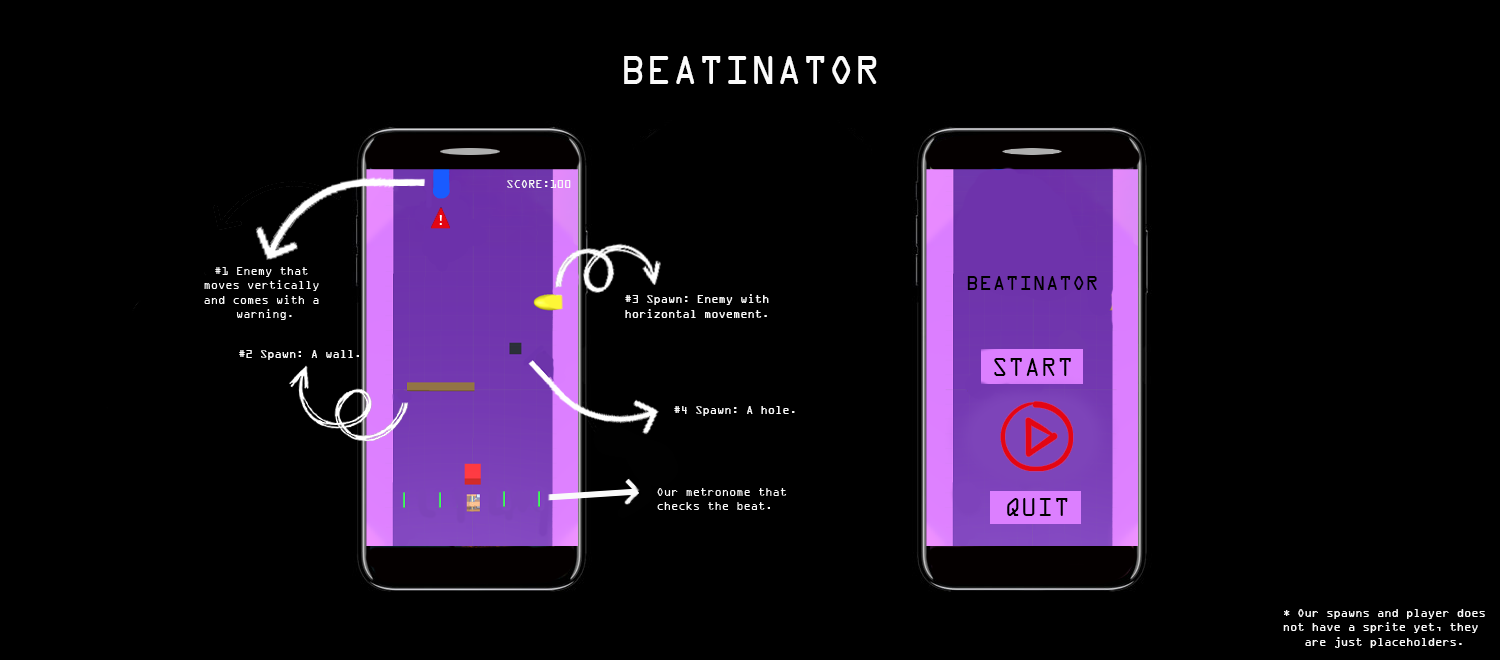 BEATINATOR
SCORE:100
!
#1 Enemy that
moves vertically
and comes with a
warning.
#2 Spawn: A wall.
#3 Spawn: Enemy with
horizontal movement.
#4 Spawn: A hole.
Our metronome that
checks the beat.
BEATINATOR
START
QUIT
* Our spawns and player does
not have a sprite yet, they
are just placeholders.